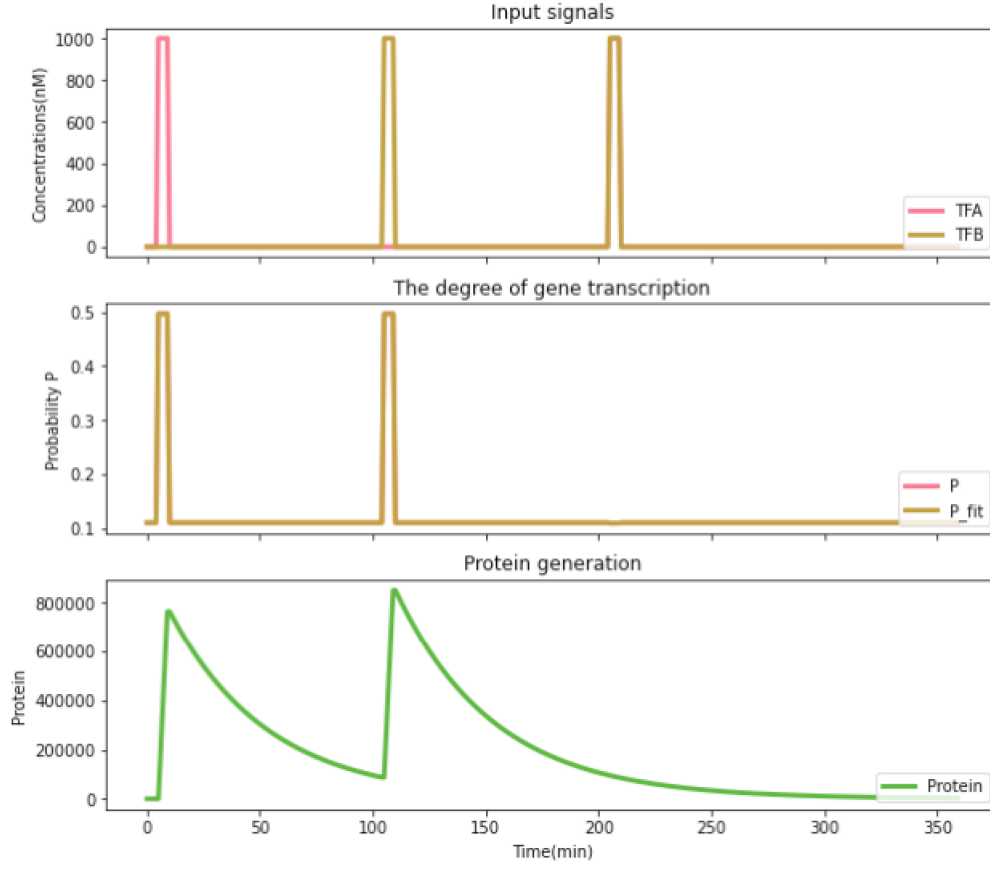 Input signals
Concentrations(nM)
1000
800
600
400
200
0
TFA
TFB
The degree of gene transcription
Probability P
0.5
0.4
0.3
0.2
0.1
P
P_fit
Protein generation
Protein
800000
600000
400000
200000
0
Protein
0 50 100 150 200 250 300 350
Time(min)